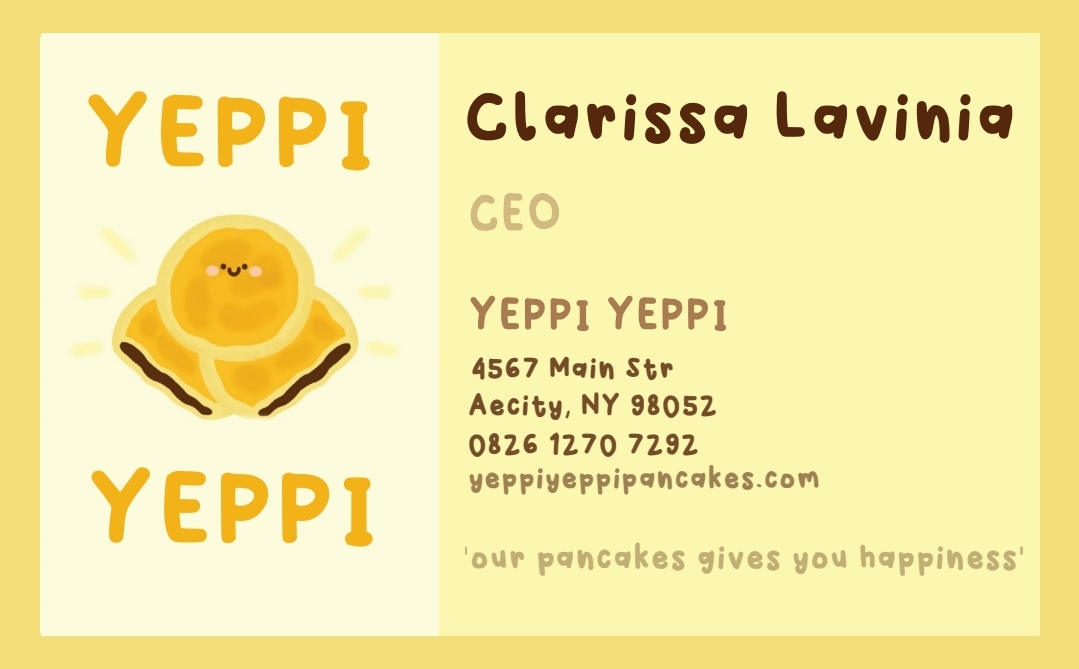 YEPPI
YEPPI
Clarissa Lavinia
CEO
YEPPI YEPPI
4567 Main Str
Aecity, NY 98052
0826 1270 7292
yeppiyeppipancakes.com
'our pancakes gives you happiness'